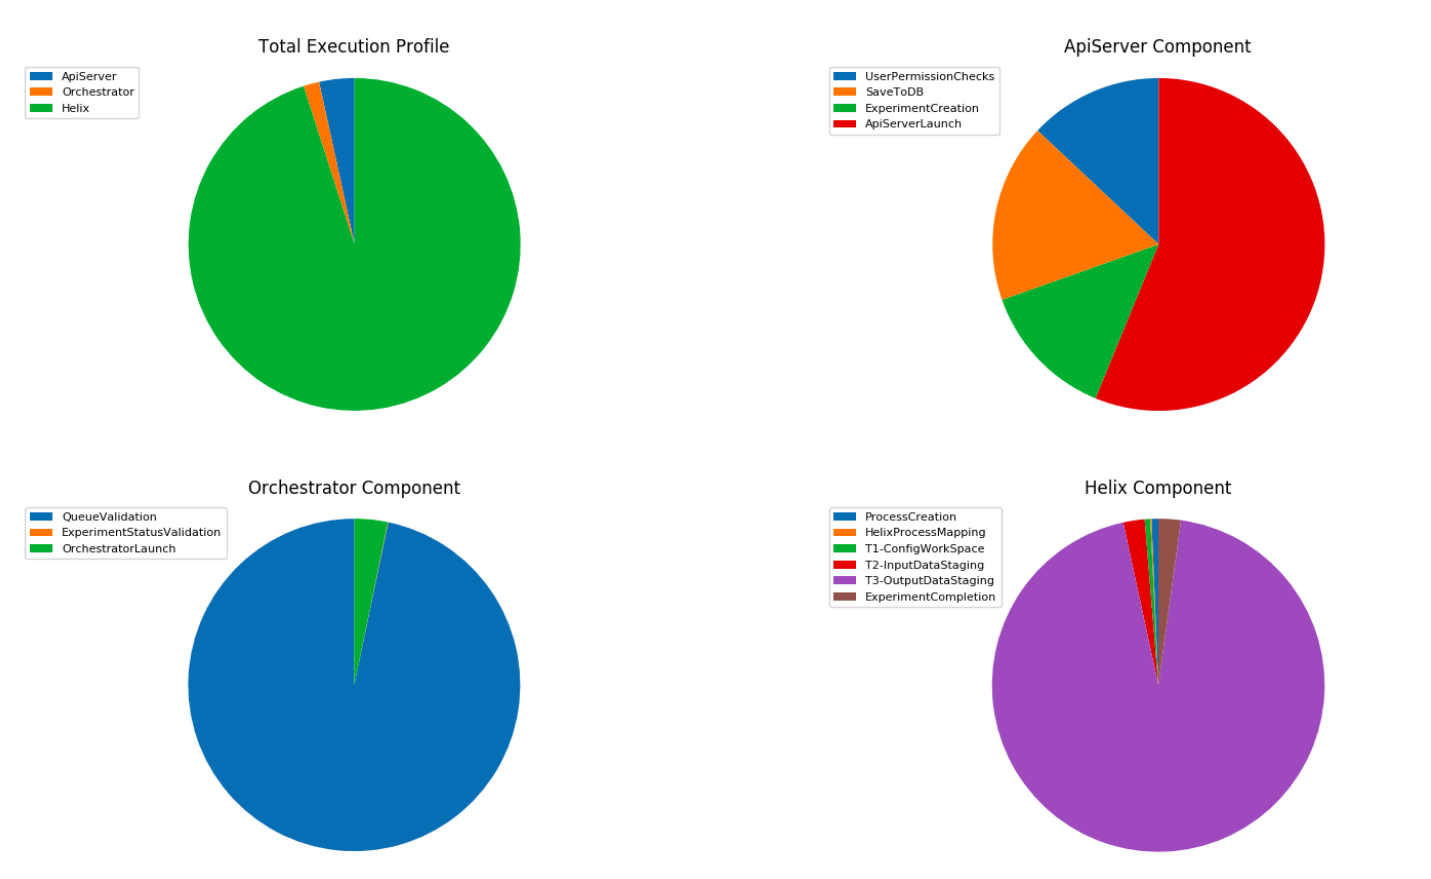 Total Execution Profile
ApiServer
Orchestrator
Helix
ApiServer Component
UserPermissionChecks
SaveToDB
ExperimentCreation
ApiServerLaunch
Orchestrator Component
QueueValidation
ExperimentStatusValidation
OrchestratorLaunch
Helix Component
ProcessCreation
HelixProcessMapping
T1-ConfigWorkSpace
T2-InputDataStaging
T3-OutputDataStaging
ExperimentCompletion